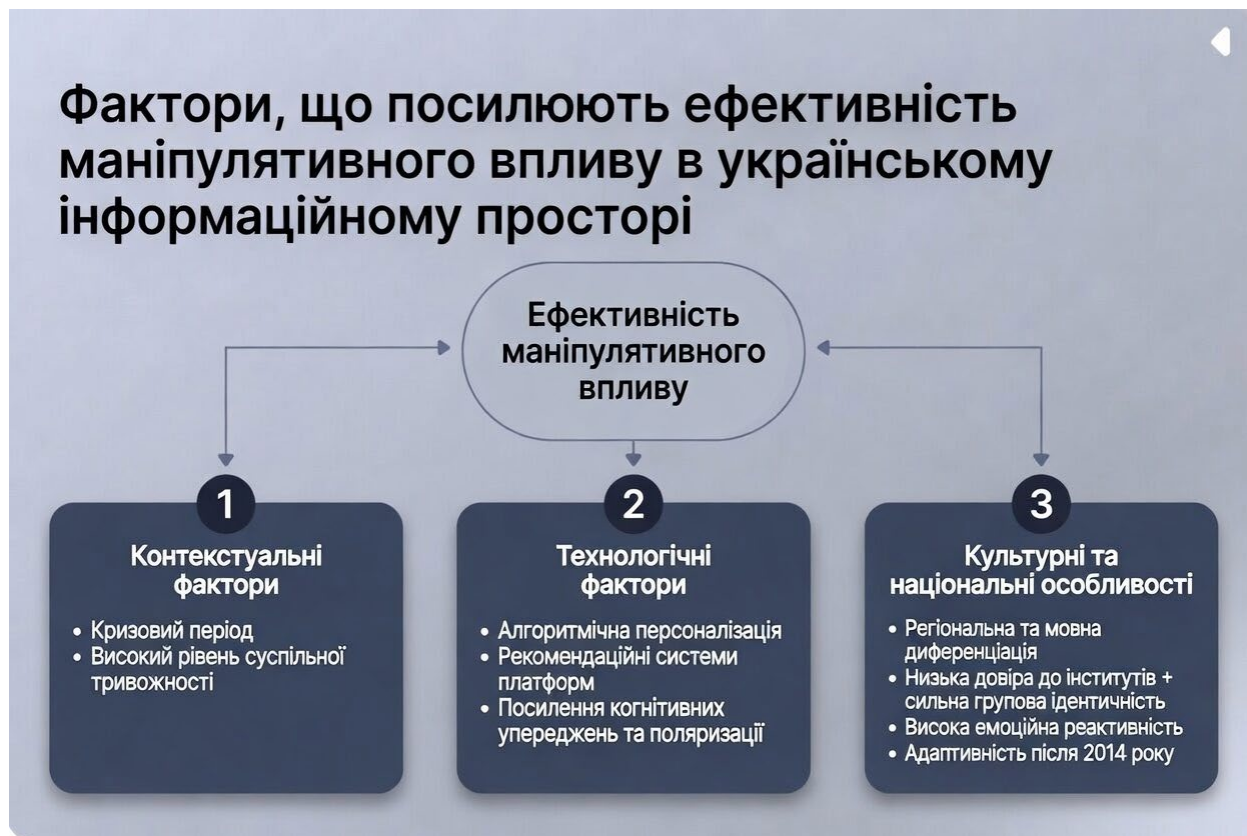 Фактори, що посилюють ефективність
маніпулятивного впливу в українському
інформаційному просторі
Ефективність
маніпулятивного
впливу
1
Контекстуальні
фактори
• Кризовий період
• Високий рівень суспільної
тривожності
2
Технологічні
фактори
• Алгоритмічна персоналізація
• Рекомендаційні системи
платформ
• Посилення когнітивних
упереджень та поляризації
3
Культурні та
національні особливості
• Регіональна та мовна
диференціація
• Низька довіра до інститутів +
сильна групова ідентичність
• Висока емоційна реактивність
• Адаптивність після 2014 року